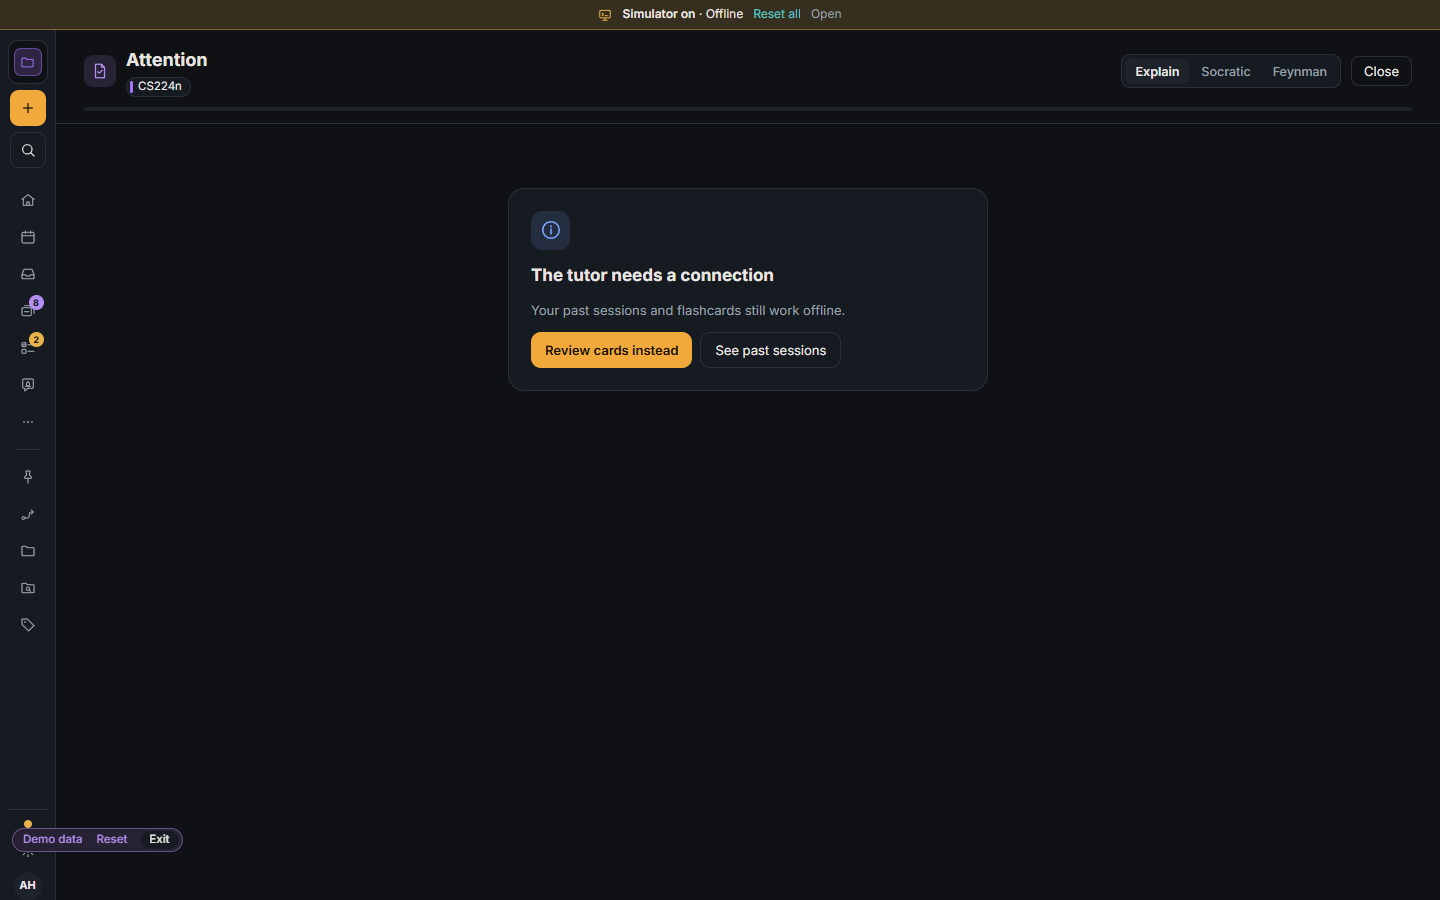 Simulator on · Offline Reset all Open
Attention
CS224n
Explain Socratic Feynman Close
8
2
The tutor needs a connection
Your past sessions and flashcards still work offline.
Review cards instead See past sessions
Demo data Reset Exit
AH